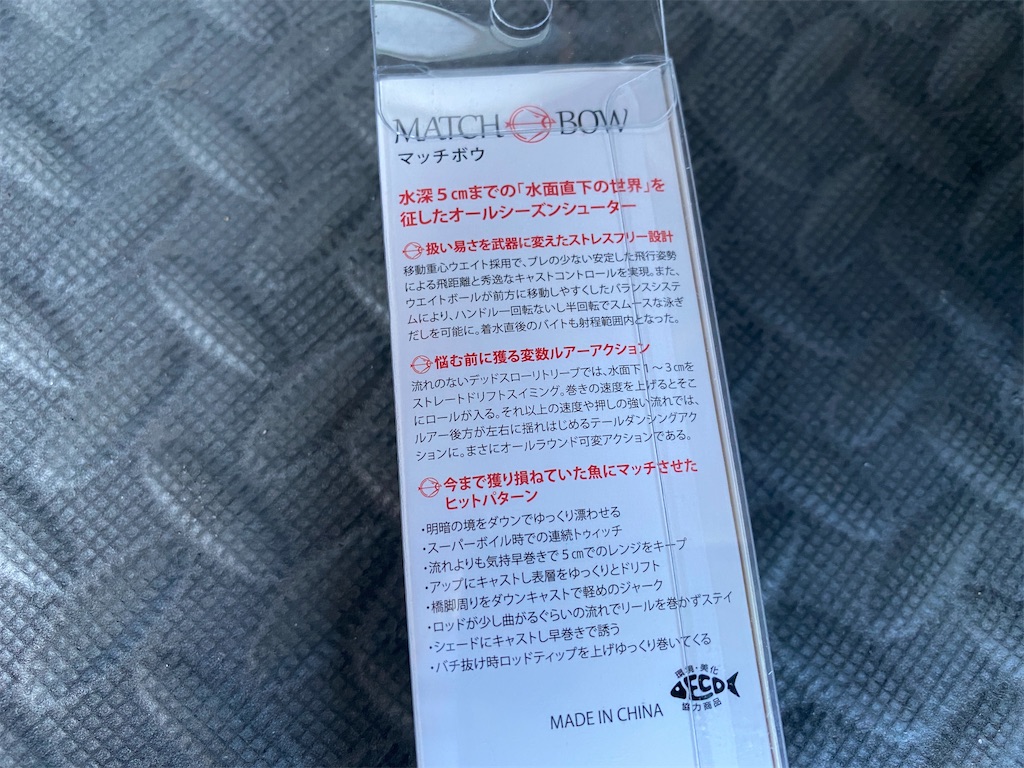 MATCH BOW
マッチボウ
水深5㎝までの「水面直下の世界」を
征したオールシーズンシューター
扱い易さを武器に変えたストレスフリー設計
移動重心ウエイト採用で、ブレの少ない安定した飛行姿勢
による飛距離と秀逸なキャストコントロールを実現。また、
ウエイトボールが前方に移動しやすくしたバランスシステ
ムにより、ハンドル一回転ないし半回転でスムースな泳ぎ
だしを可能に。着水直後のバイトも射程範囲内となった。
悩む前に獲る変数ルアーアクション
流れのないデッドスローリトリーブでは、水面下1～3㎝を
ストレートドリフトスイミング。巻きの速度を上げるとそこ
にロールが入る。それ以上の速度や押しの強い流れでは、
ルアー後方が左右に揺れはじめるテールダンシングアク
ションに。まさにオールラウンド可変アクションである。
今まで獲り損ねていた魚にマッチさせた
ヒットパターン
・明暗の境をダウンでゆっくり漂わせる
・スーパーボイル時での連続トゥイッチ
・流れよりも気持早巻きで5㎝でのレンジをキープ
・アップにキャストし表層をゆっくりとドリフト
・橋脚周りをダウンキャストで軽めのジャーク
・ロッドが少し曲がるぐらいの流れでリールを巻かずステイ
・シェードにキャストし早巻きで誘う
・バチ抜け時ロッドティップを上げゆっくり巻いてくる
環境・美化
ECO
協力商品
MADE IN CHINA